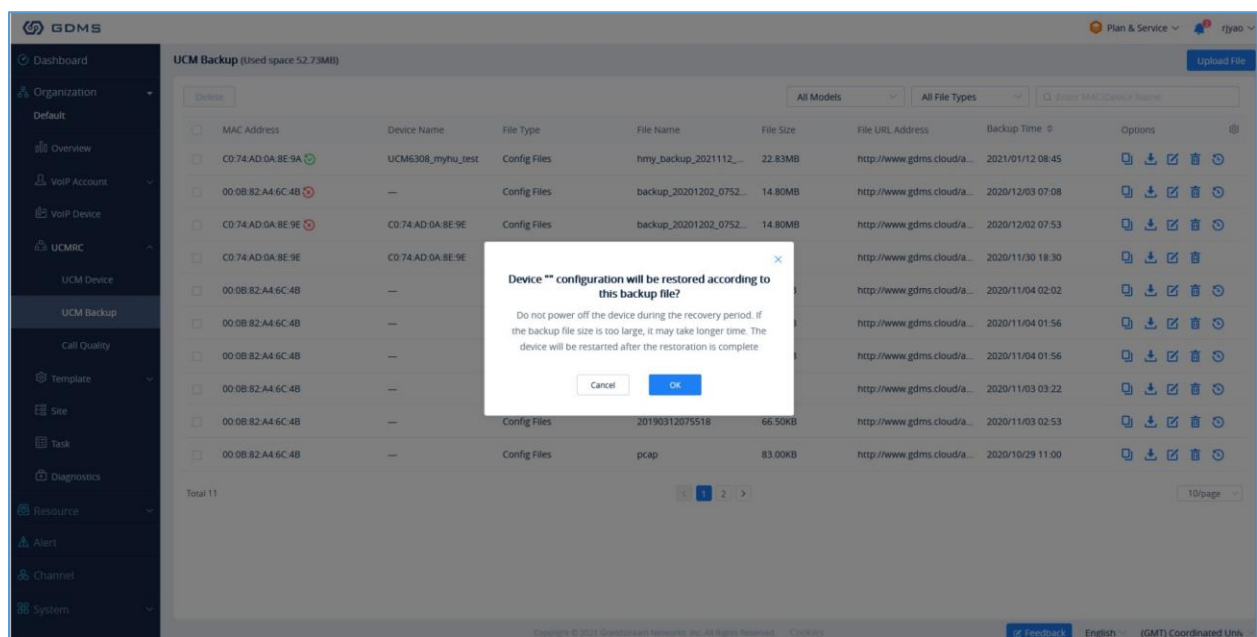 GDMS
Plan & Service
rjyao
Dashboard
UCM Backup (Used space 52.73MB)
Upload File
Organization
Default
Delete
All Models
All File Types
Enter MAC/Device Name
MAC Address Device Name File Type File Name File Size File URL Address Backup Time Options
Overview
C0:74:AD:0A:8E:9A UCM6308_myhu_test Config Files hmy_backup_2021112_... 22.83MB http://www.gdms.cloud/a... 2021/01/12 08:45
VoIP Account
00:0B:82:A4:6C:4B — Config Files backup_20201202_0752... 14.80MB http://www.gdms.cloud/a... 2020/12/03 07:08
VoIP Device
C0:74:AD:0A:8E:9E C0:74:AD:0A:8E:9E Config Files backup_20201202_0752... 14.80MB http://www.gdms.cloud/a... 2020/12/02 07:53
UCMRC
C0:74:AD:0A:8E:9E C0:74:AD:0A:8E:9E http://www.gdms.cloud/a... 2020/11/30 18:30
UCM Device
00:0B:82:A4:6C:4B — http://www.gdms.cloud/a... 2020/11/04 02:02
UCM Backup
00:0B:82:A4:6C:4B — http://www.gdms.cloud/a... 2020/11/04 01:56
Call Quality
00:0B:82:A4:6C:4B — http://www.gdms.cloud/a... 2020/11/04 01:56
Template
00:0B:82:A4:6C:4B — http://www.gdms.cloud/a... 2020/11/03 03:22
Site
00:0B:82:A4:6C:4B — Config Files 20190312075518 66.50KB http://www.gdms.cloud/a... 2020/11/03 02:53
Task
00:0B:82:A4:6C:4B — Config Files pcap 83.00KB http://www.gdms.cloud/a... 2020/10/29 11:00
Diagnostics
Total 11
1 2
10/page
Resource
Alert
Channel
System
Device "" configuration will be restored according to
this backup file?
Do not power off the device during the recovery period. If
the backup file size is too large, it may take longer time. The
device will be restarted after the restoration is complete
Cancel
OK
Copyright © 2021 Grandstream Networks, Inc. All Rights Reserved. Cookies
Feedback
English
(GMT) Coordinated Uni